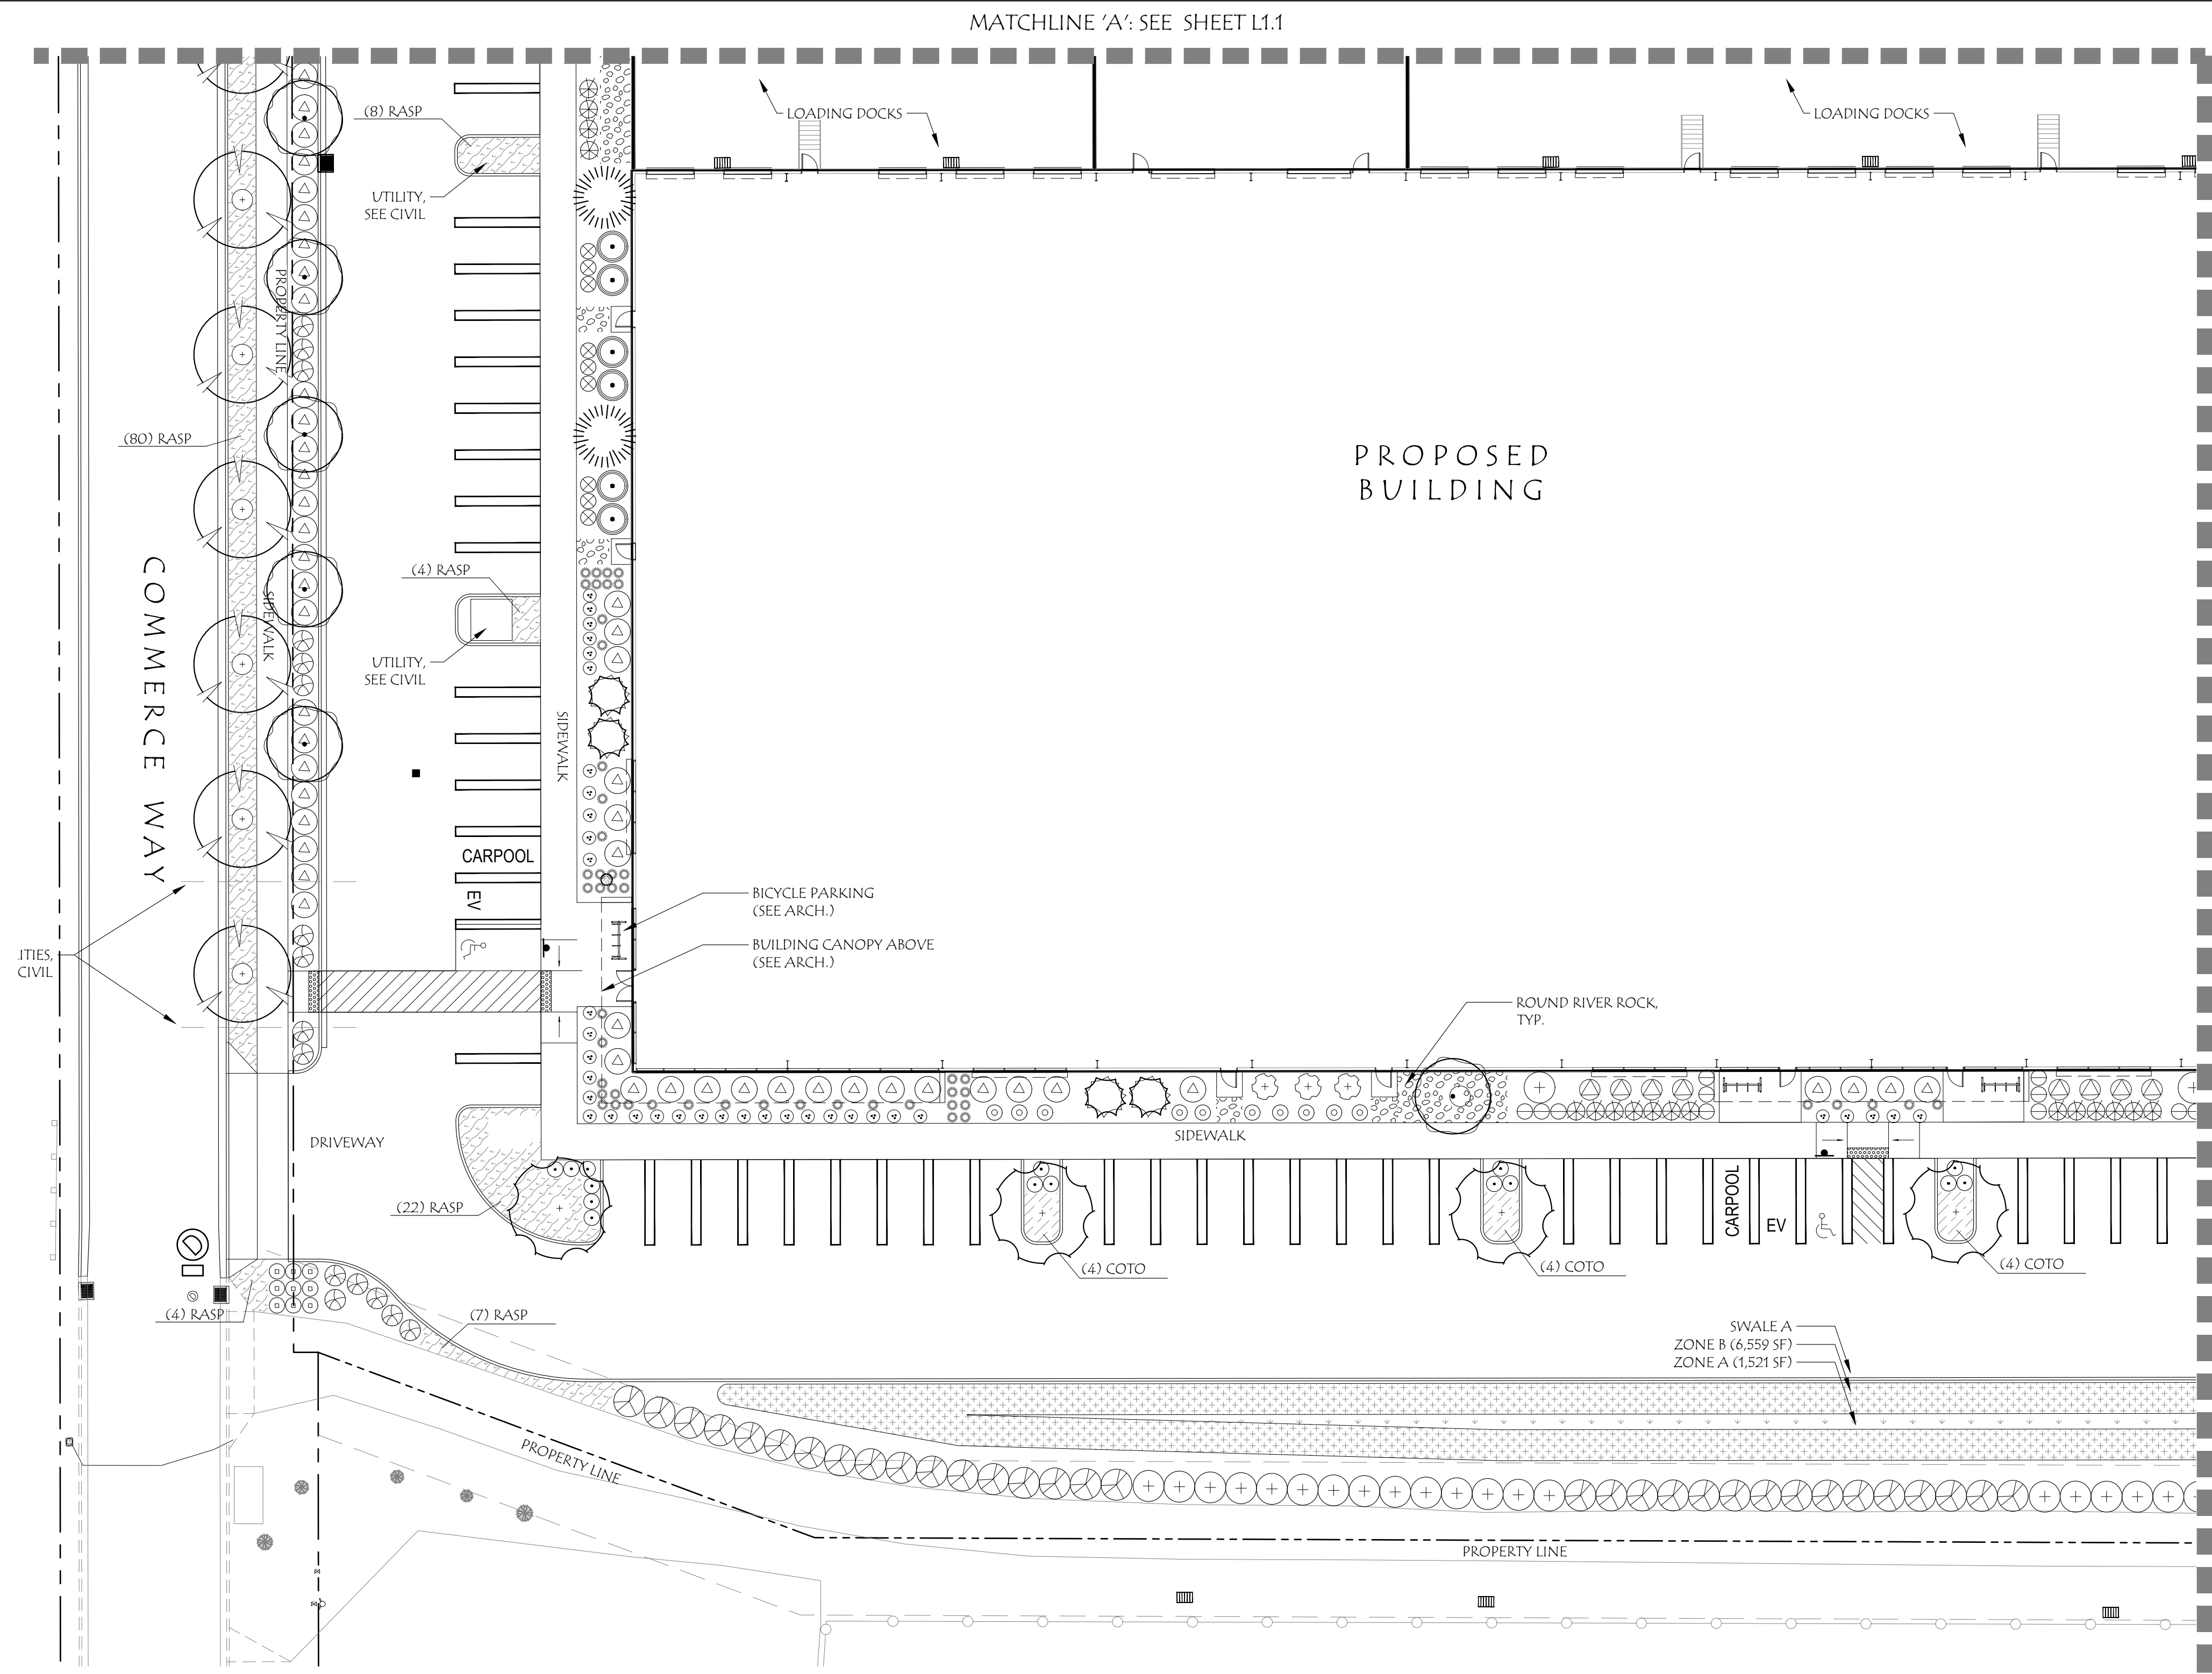 MATCHLINE 'A': SEE SHEET L1.1
LOADING DOCKS
LOADING DOCKS
(8) RASP
UTILITY,
SEE CIVIL
PROPERTY LINE
(80) RASP
PROPOSED
BUILDING
COMMERCE WAY
(4) RASP
SIDEWALK
UTILITY,
SEE CIVIL
SIDEWALK
CARPOOL
EV
BICYCLE PARKING
(SEE ARCH.)
BUILDING CANOPY ABOVE
(SEE ARCH.)
ITIES,
CIVIL
ROUND RIVER ROCK,
TYP.
DRIVEWAY
SIDEWALK
(22) RASP
CARPOOL
EV
(4) COTO
(4) COTO
(4) COTO
D
(4) RASP
(7) RASP
SWALE A
ZONE B (6,559 SF)
ZONE A (1,521 SF)
PROPERTY LINE
PROPERTY LINE